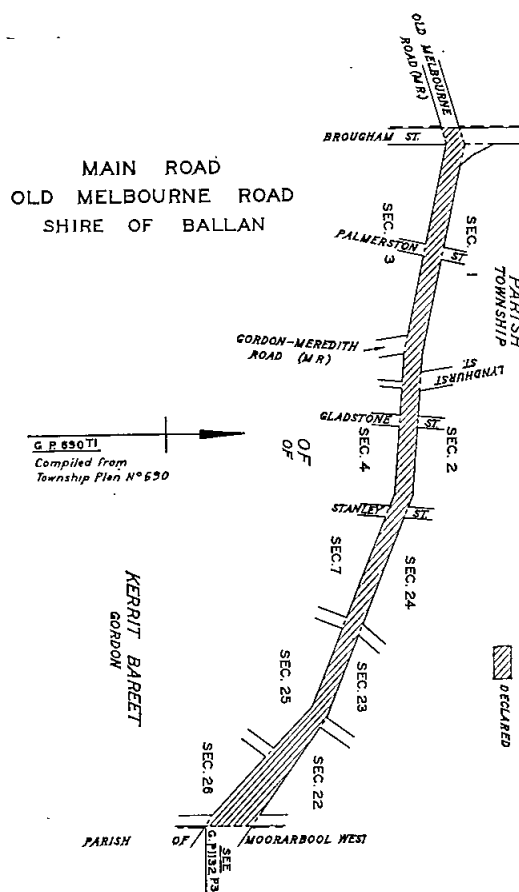 OLD MELBOURNE
ROAD (MR)
BROUGHAM ST.
MAIN ROAD
OLD MELBOURNE ROAD
SHIRE OF BALLAN
PALMERSTON ST.
SEC. 3
SEC. 1
PARISH
TOWNSHIP
GORDON-MEREDITH
ROAD (MR)
LYNDHURST
ST.
GLADSTONE ST.
G.P. 690 T1
Compiled from
Township Plan Nº 690
OF
OF
SEC. 4
SEC. 2
STANLEY ST.
SEC. 7
SEC. 24
KERRIT BAREET
GORDON
DECLARED
SEC. 25
SEC. 23
SEC. 26
SEC. 22
PARISH OF MOORARBOOL WEST
SEE
G.P. 1132. P3